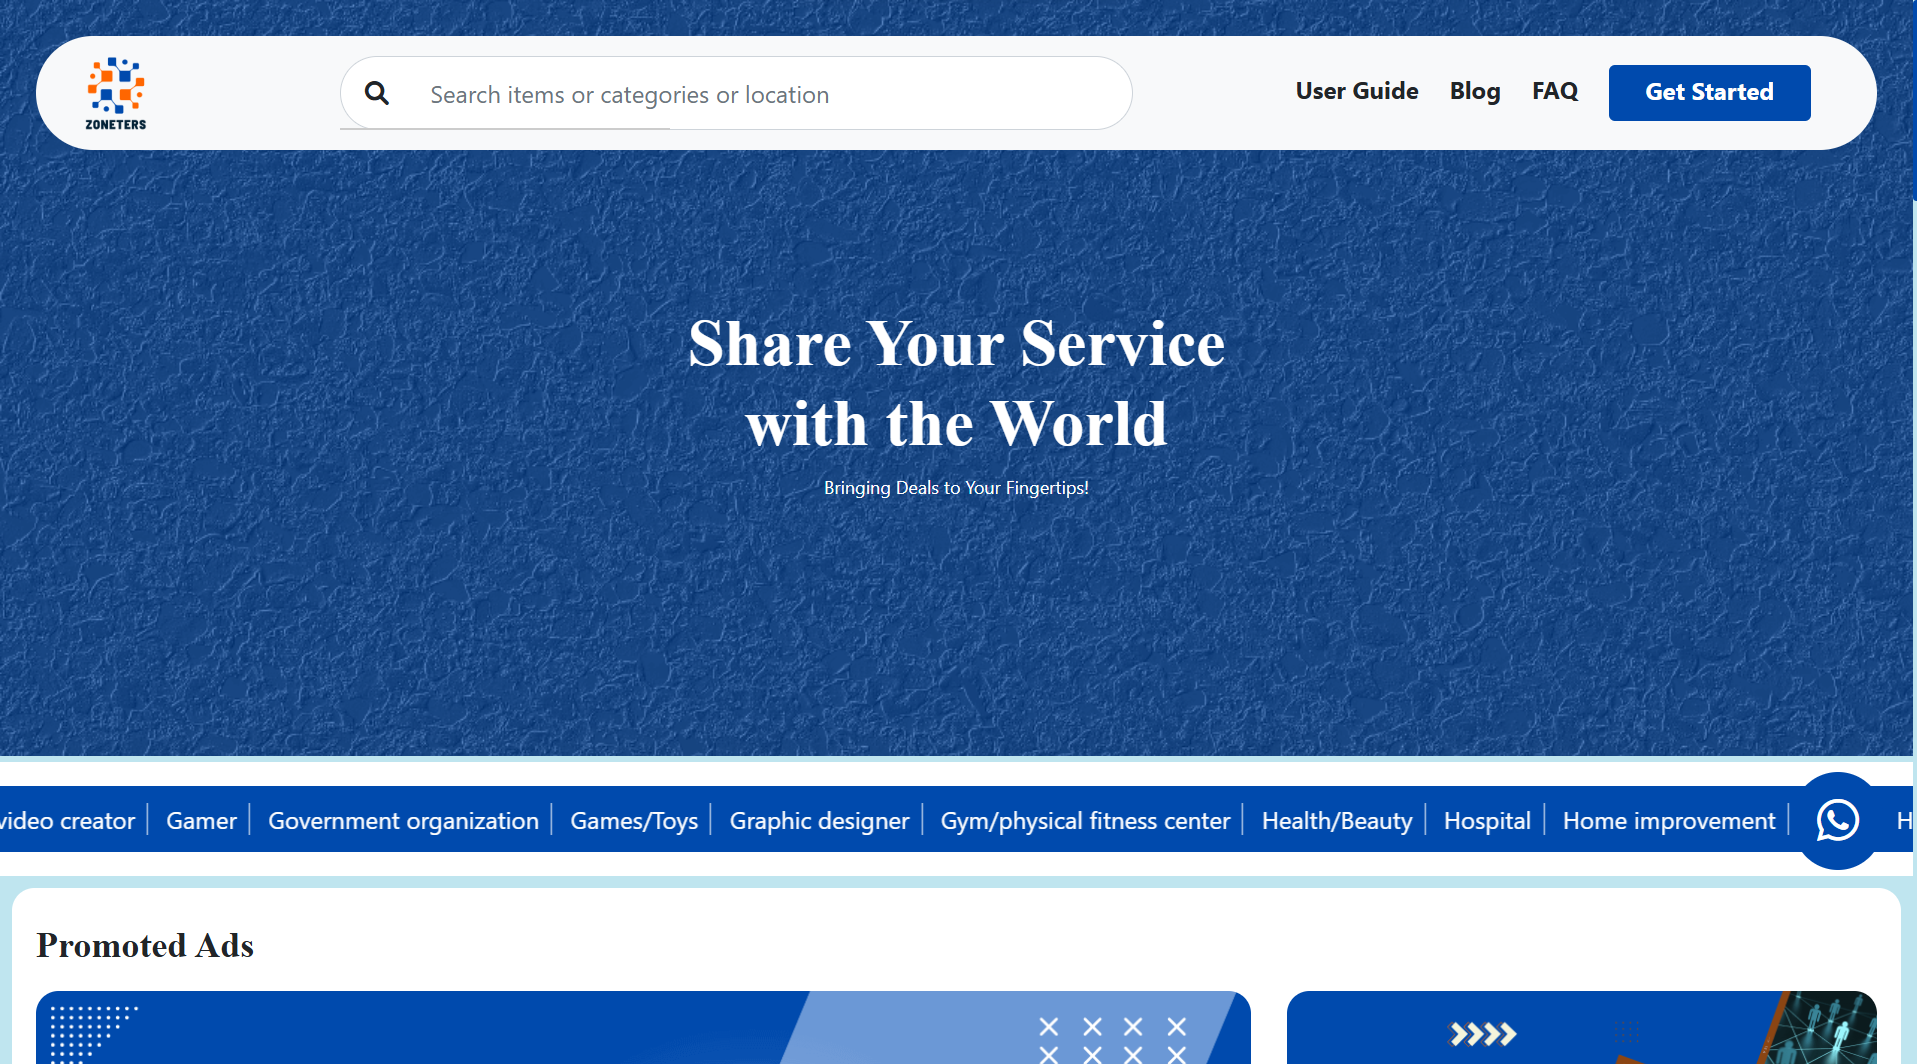 ZONETERS
Search items or categories or location
User Guide
Blog
FAQ
Get Started
Share Your Service
with the World
Bringing Deals to Your Fingertips!
video creator
Gamer
Government organization
Games/Toys
Graphic designer
Gym/physical fitness center
Health/Beauty
Hospital
Home improvement
H
Promoted Ads